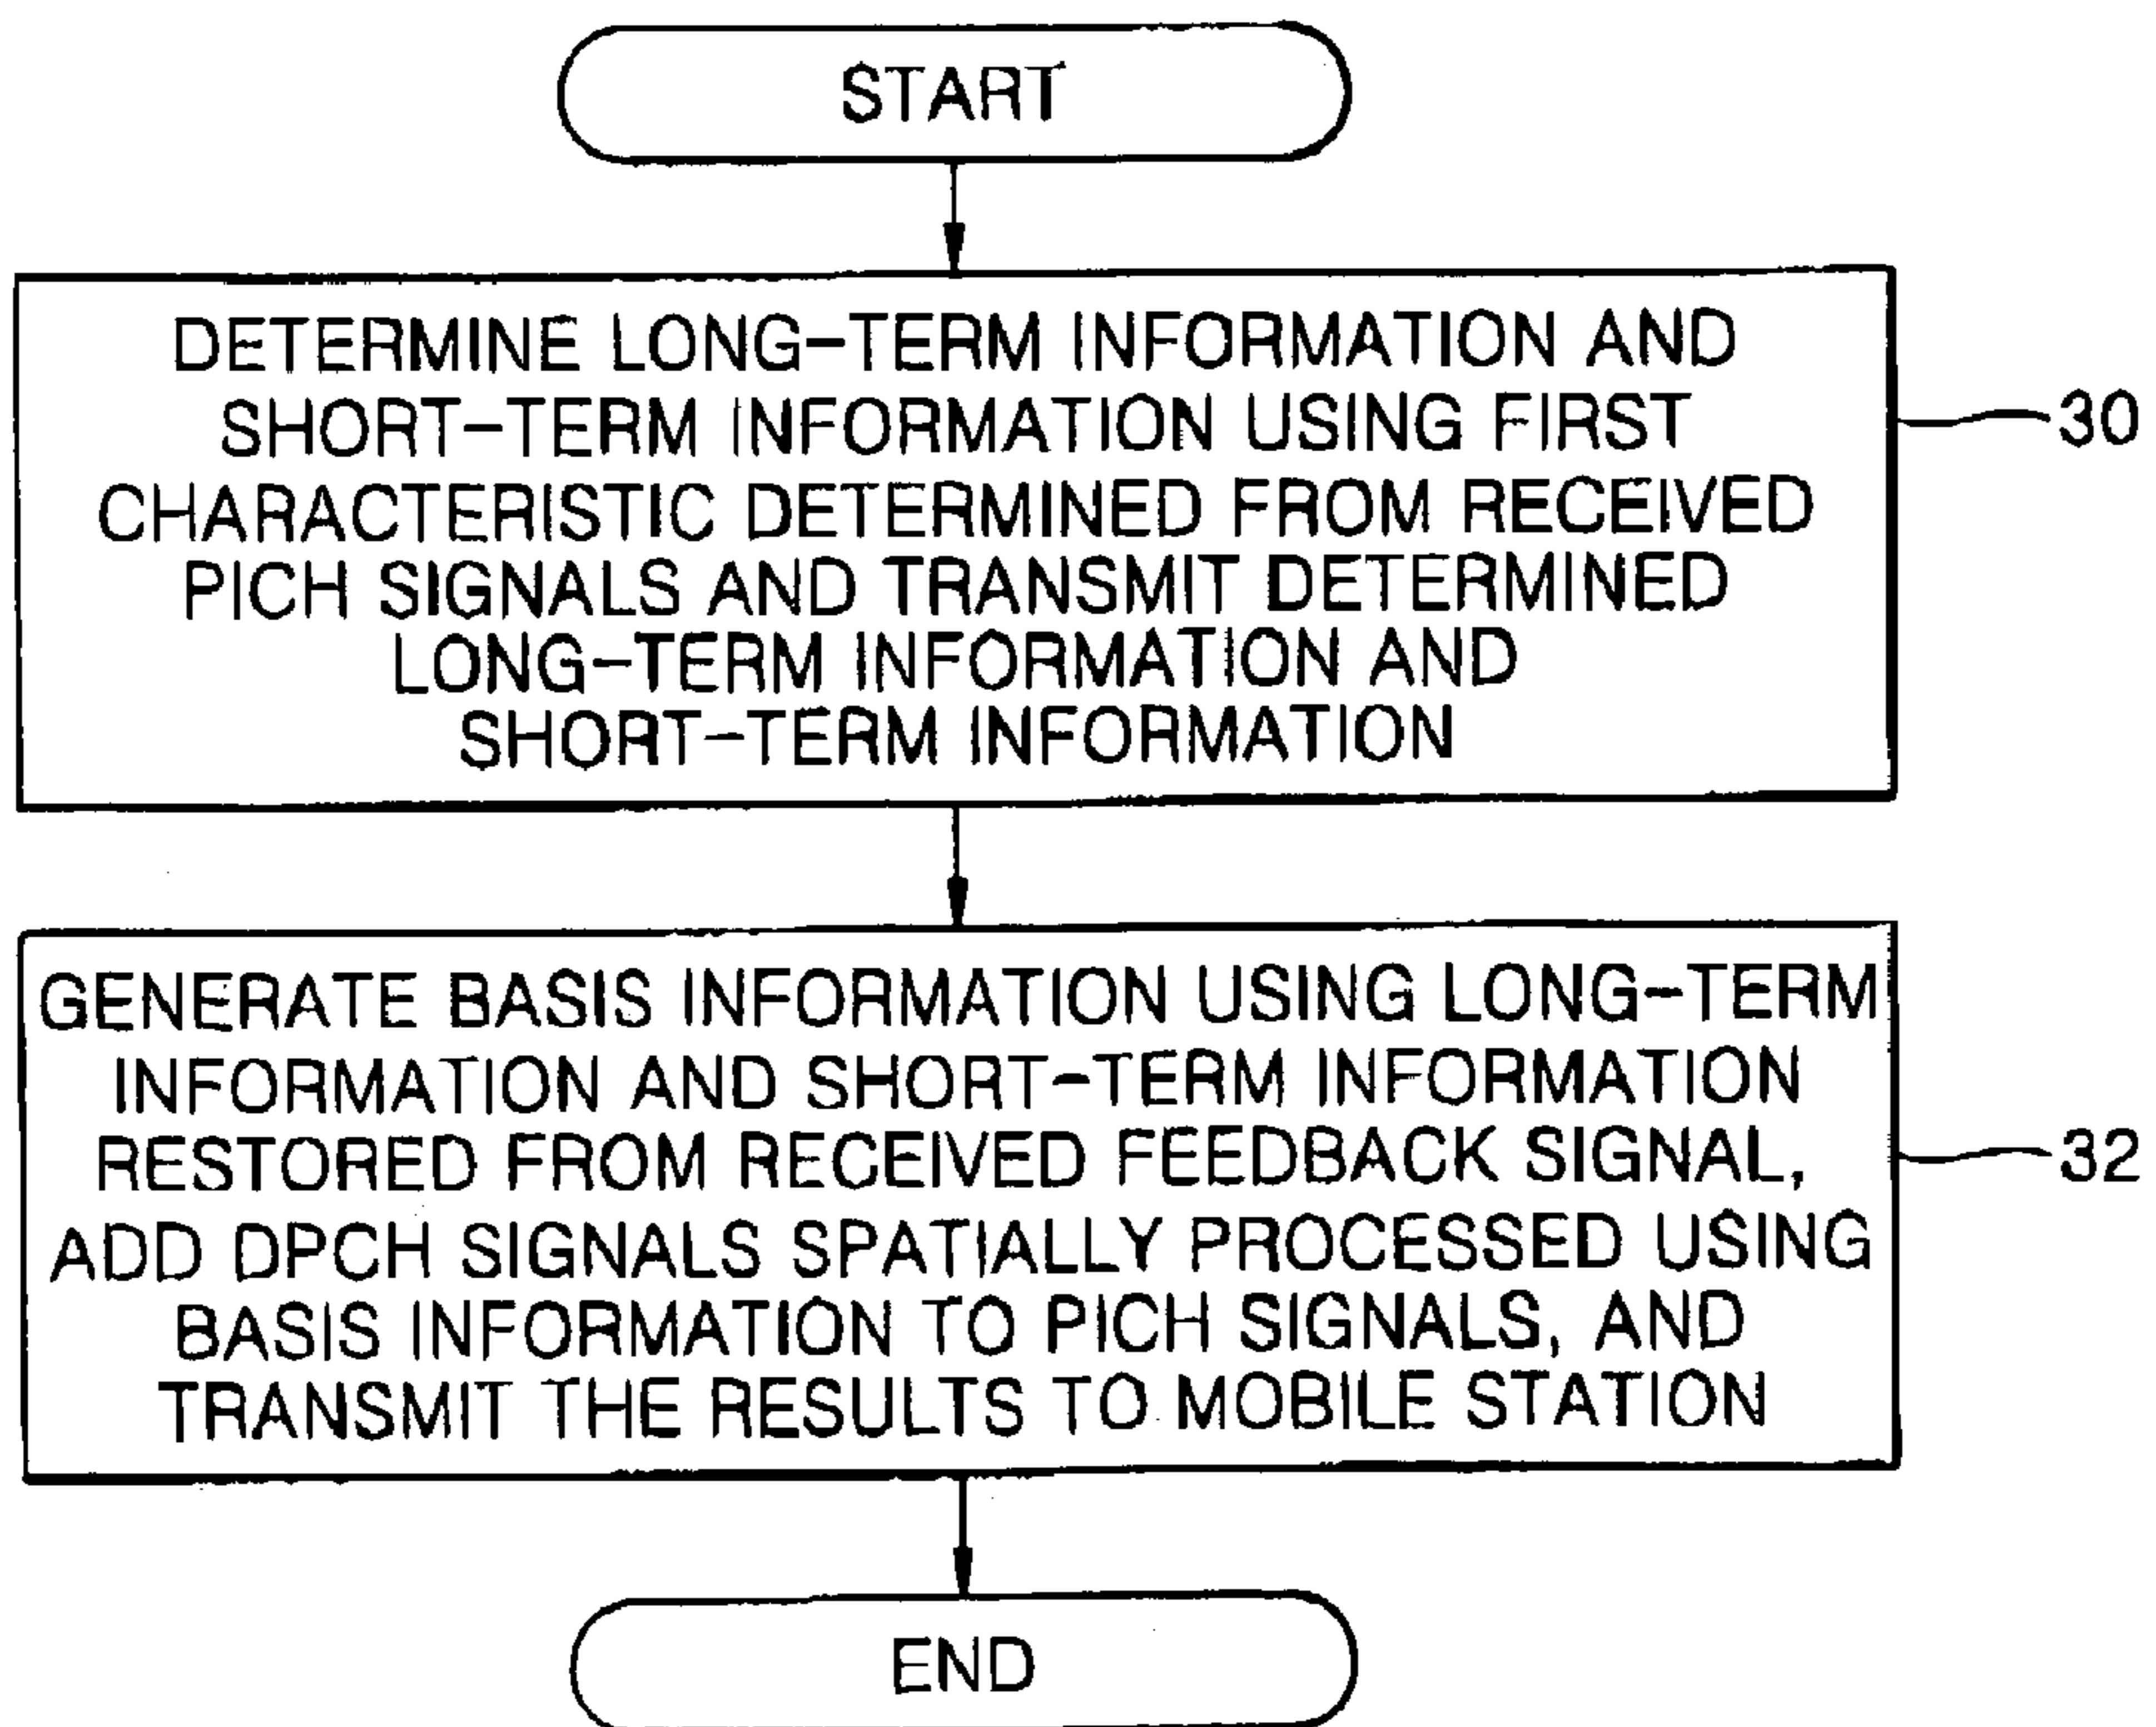 START
DETERMINE LONG-TERM INFORMATION AND
SHORT-TERM INFORMATION USING FIRST
CHARACTERISTIC DETERMINED FROM RECEIVED
PICH SIGNALS AND TRANSMIT DETERMINED
LONG-TERM INFORMATION AND
SHORT-TERM INFORMATION
30
GENERATE BASIS INFORMATION USING LONG-TERM
INFORMATION AND SHORT-TERM INFORMATION
RESTORED FROM RECEIVED FEEDBACK SIGNAL,
ADD DPCH SIGNALS SPATIALLY PROCESSED USING
BASIS INFORMATION TO PICH SIGNALS, AND
TRANSMIT THE RESULTS TO MOBILE STATION
32
END